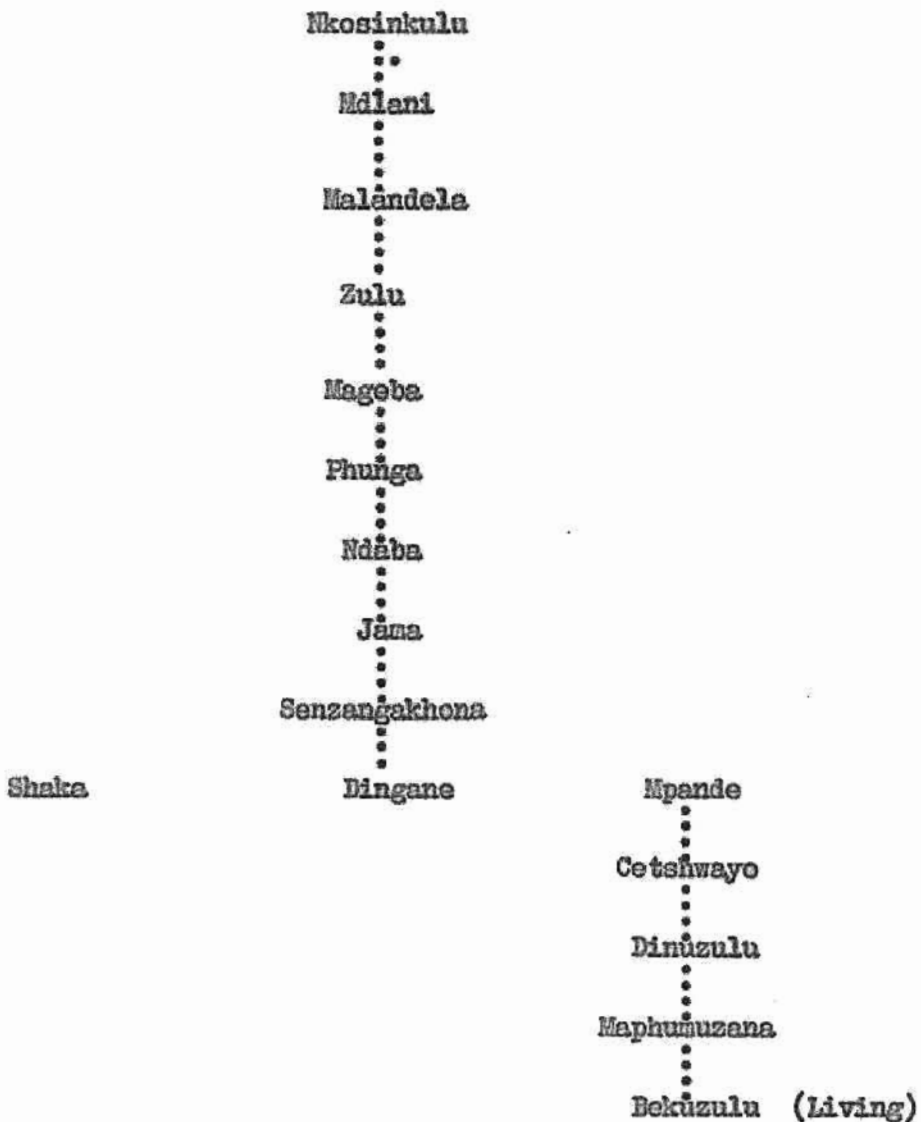 Nkosinkulu
Mdlani
Malandela
Zulu
Mageba
Phunga
Ndaba
Jama
Senzangakhona
Shaka Dingane Mpande
Cetshwayo
Dinuzulu
Maphumuzana
Bekuzulu (Living)